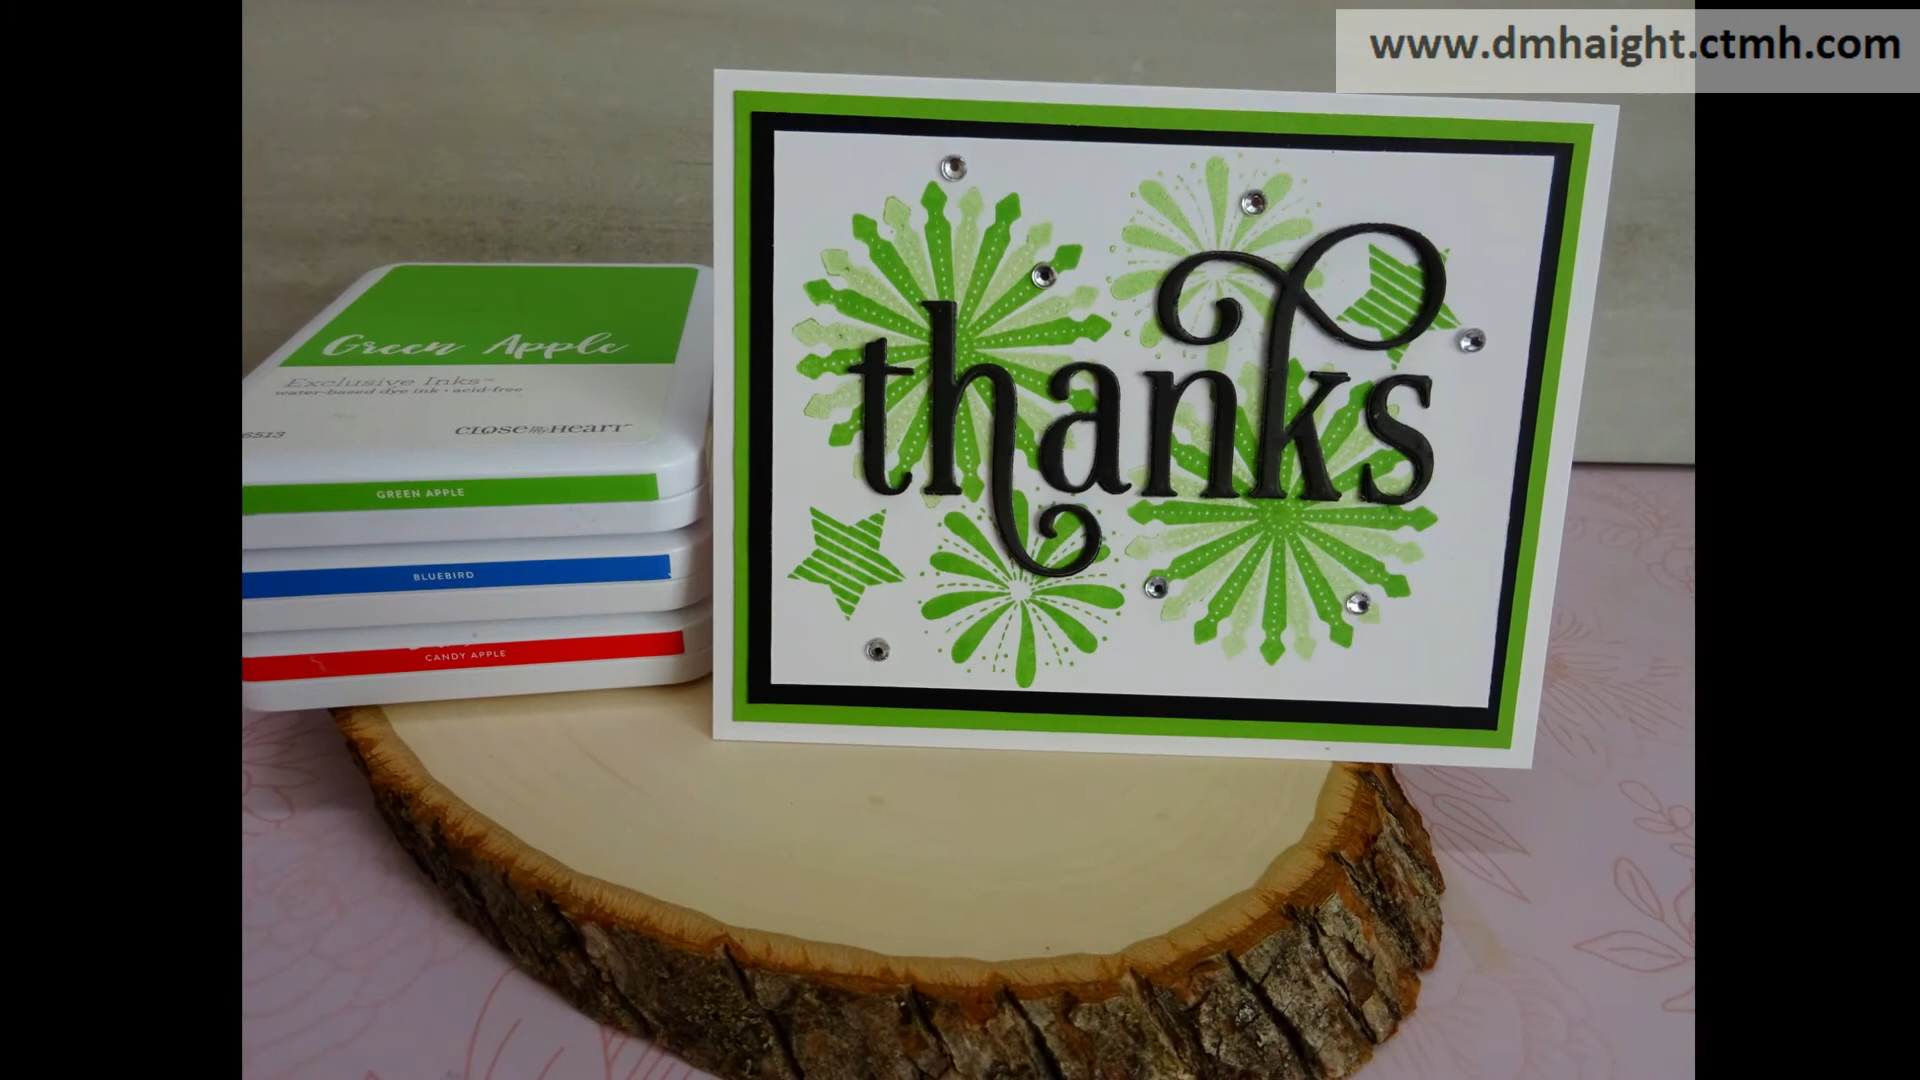 www.dmhaight.ctmh.com
thanks
Green Apple
Exclusive Inks™
water-based dye ink • acid-free
CLOSE TO MY HEART
GREEN APPLE
BLUEBIRD
CANDY APPLE